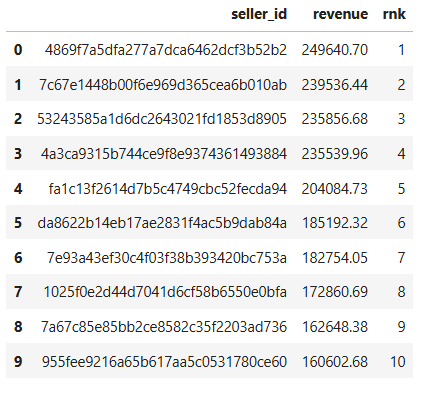 seller_id revenue rnk
0 4869f7a5dfa277a7dca6462dcf3b52b2 249640.70 1
1 7c67e1448b00f6e969d365cea6b010ab 239536.44 2
2 53243585a1d6dc2643021fd1853d8905 235856.68 3
3 4a3ca9315b744ce9f8e9374361493884 235539.96 4
4 fa1c13f2614d7b5c4749cbc52fecda94 204084.73 5
5 da8622b14eb17ae2831f4ac5b9dab84a 185192.32 6
6 7e93a43ef30c4f03f38b393420bc753a 182754.05 7
7 1025f0e2d44d7041d6cf58b6550e0bfa 172860.69 8
8 7a67c85e85bb2ce8582c35f2203ad736 162648.38 9
9 955fee9216a65b617aa5c0531780ce60 160602.68 10